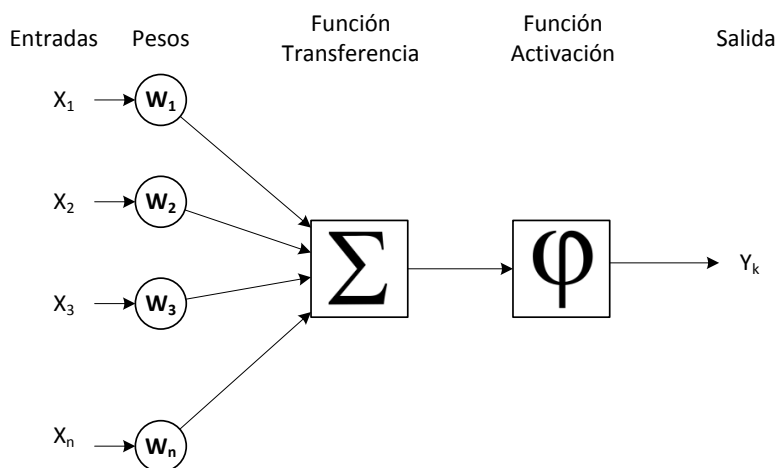 Entradas
Pesos
Función
Transferencia
Función
Activación
Salida
X₁
W₁
X₂
W₂
X₃
W₃
Xₙ
Wₙ
Σ
φ
Yₖ